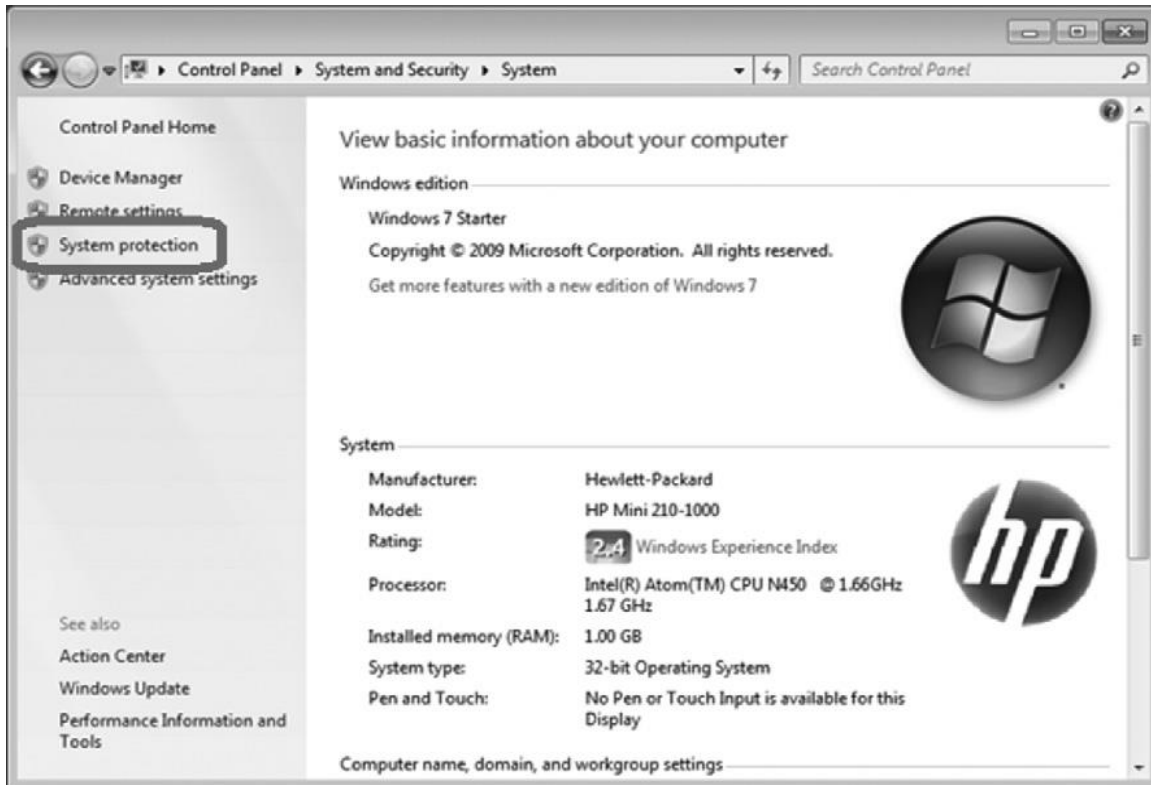 Control Panel ▸ System and Security ▸ System
Search Control Panel
Control Panel Home
Device Manager
Remote settings
System protection
Advanced system settings
See also
Action Center
Windows Update
Performance Information and
Tools
View basic information about your computer
Windows edition
Windows 7 Starter
Copyright © 2009 Microsoft Corporation. All rights reserved.
Get more features with a new edition of Windows 7
System
Manufacturer: Hewlett-Packard
Model: HP Mini 210-1000
Rating: 2,4 Windows Experience Index
Processor: Intel(R) Atom(TM) CPU N450 @ 1.66GHz
1.67 GHz
Installed memory (RAM): 1.00 GB
System type: 32-bit Operating System
Pen and Touch: No Pen or Touch Input is available for this
Display
hp
Computer name, domain, and workgroup settings